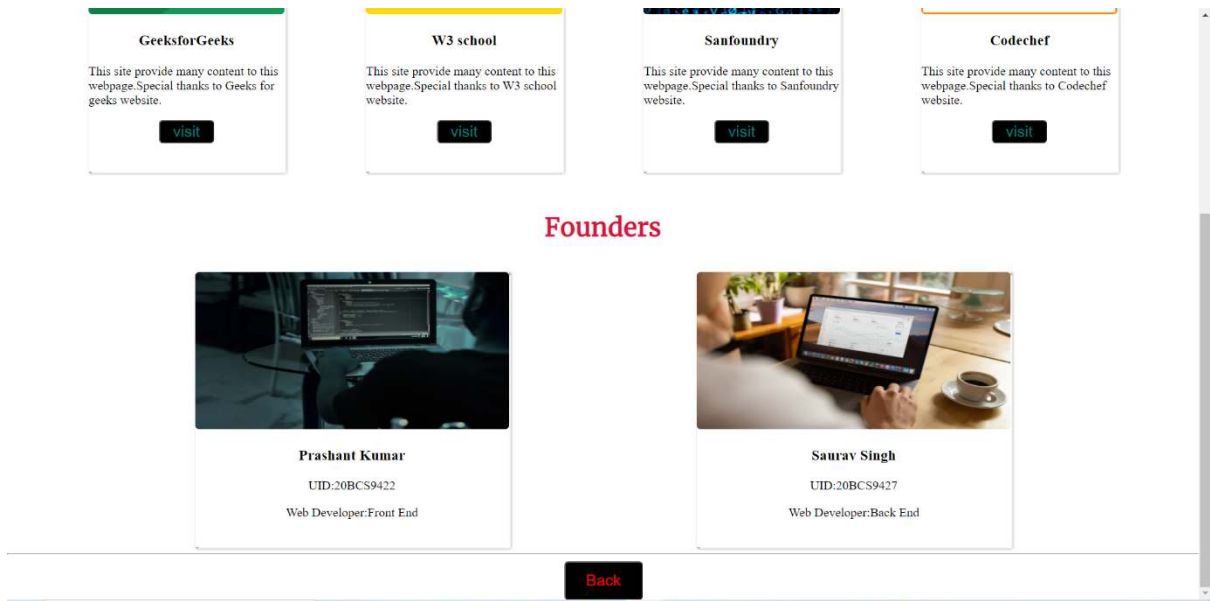 GeeksforGeeks
This site provide many content to this
webpage.Special thanks to Geeks for
geeks website.
visit
W3 school
This site provide many content to this
webpage.Special thanks to W3 school
website.
visit
Sanfoundry
This site provide many content to this
webpage.Special thanks to Sanfoundry
website.
visit
Codechef
This site provide many content to this
webpage.Special thanks to Codechef
website.
visit
Founders
Prashant Kumar
UID:20BCS9422
Web Developer:Front End
Saurav Singh
UID:20BCS9427
Web Developer:Back End
Back